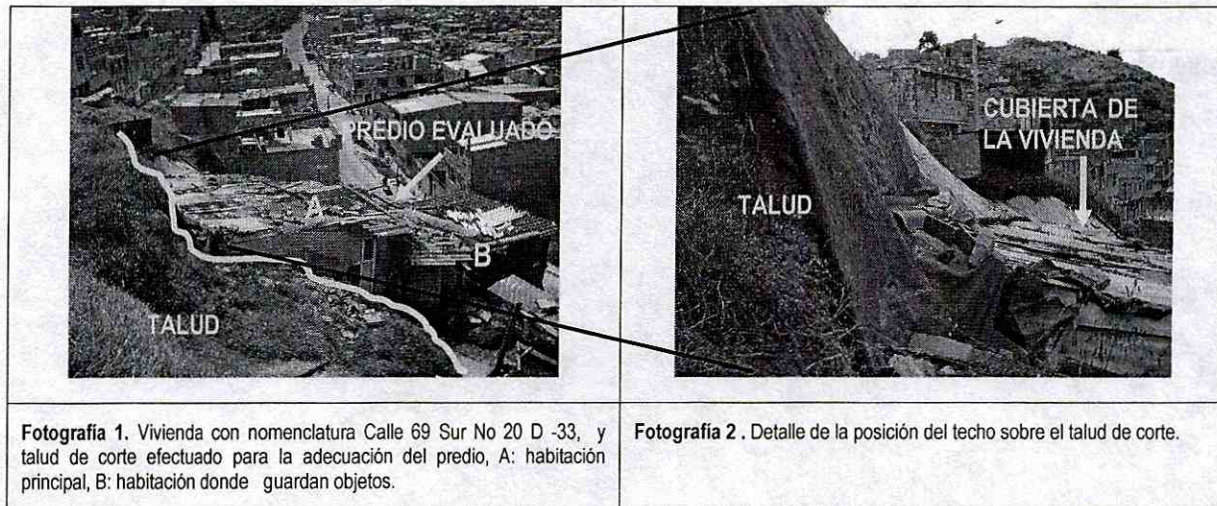 PREDIO EVALUADO
A
B
TALUD
CUBIERTA DE
LA VIVIENDA
TALUD
Fotografía 1. Vivienda con nomenclatura Calle 69 Sur No 20 D -33, y
talud de corte efectuado para la adecuación del predio, A: habitación
principal, B: habitación donde guardan objetos.
Fotografía 2 . Detalle de la posición del techo sobre el talud de corte.